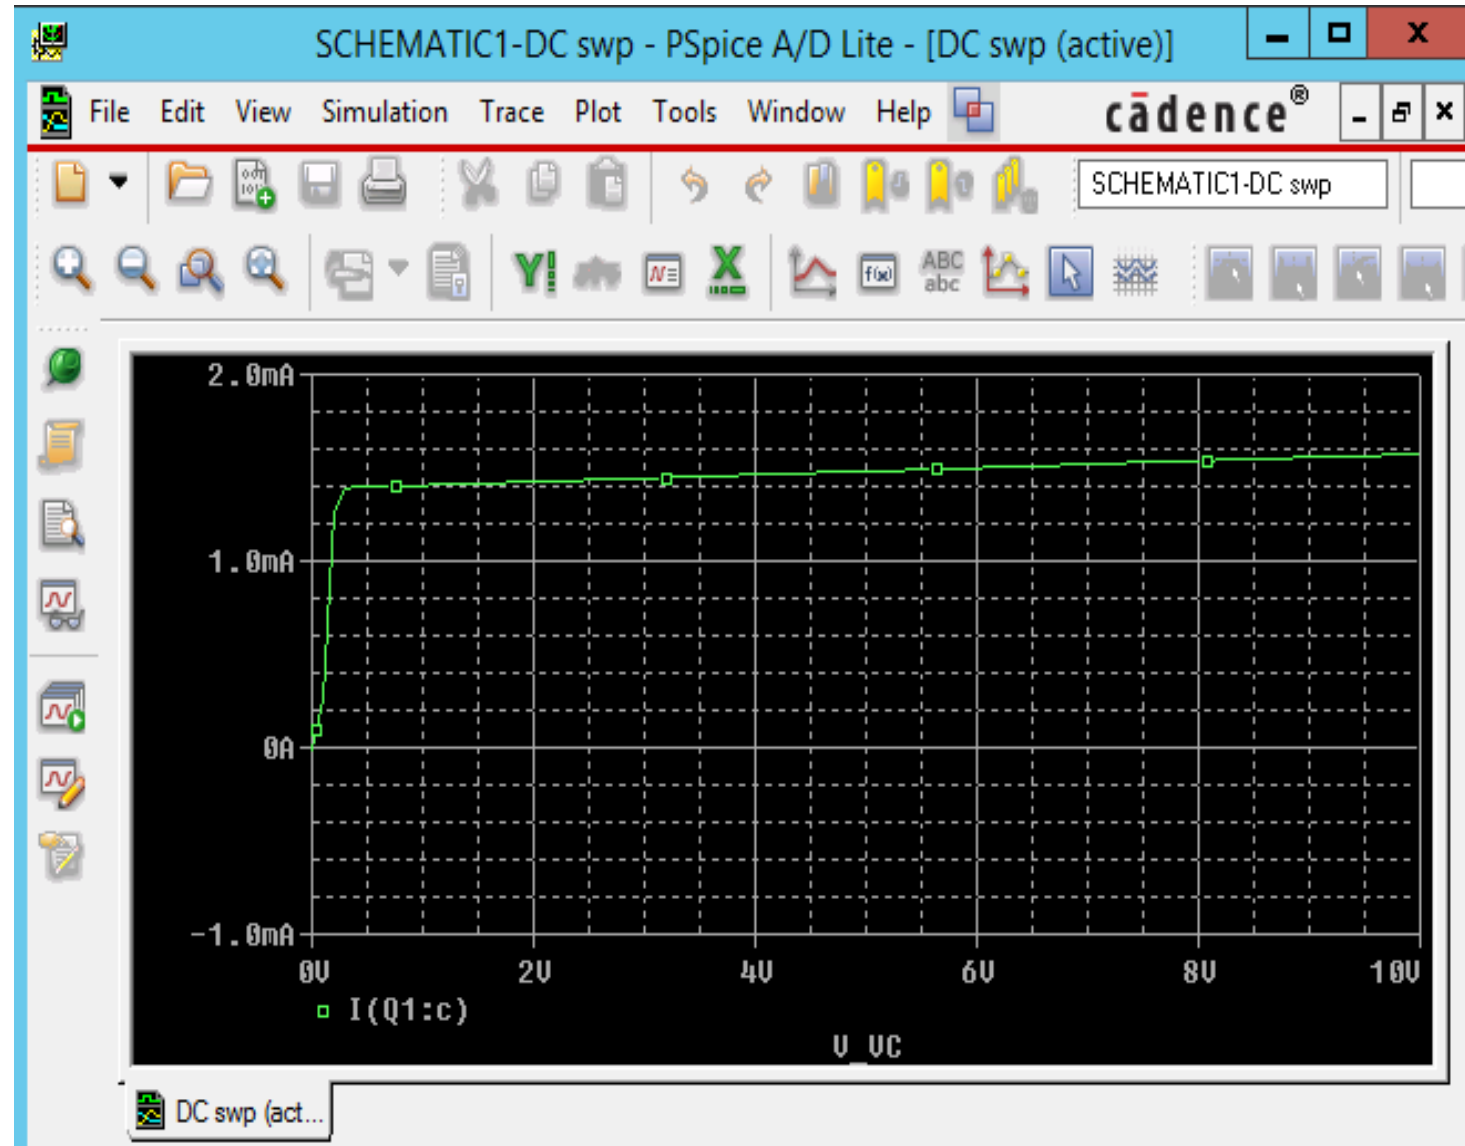 SCHEMATIC1-DC swp - PSpice A/D Lite - [DC swp (active)]
File Edit View Simulation Trace Plot Tools Window Help cādence®
SCHEMATIC1-DC swp
ABC
abc
f(x)
2.0mA
1.0mA
0A
-1.0mA
0V 2V 4V 6V 8V 10V
I(Q1:c)
V_VC
DC swp (act...